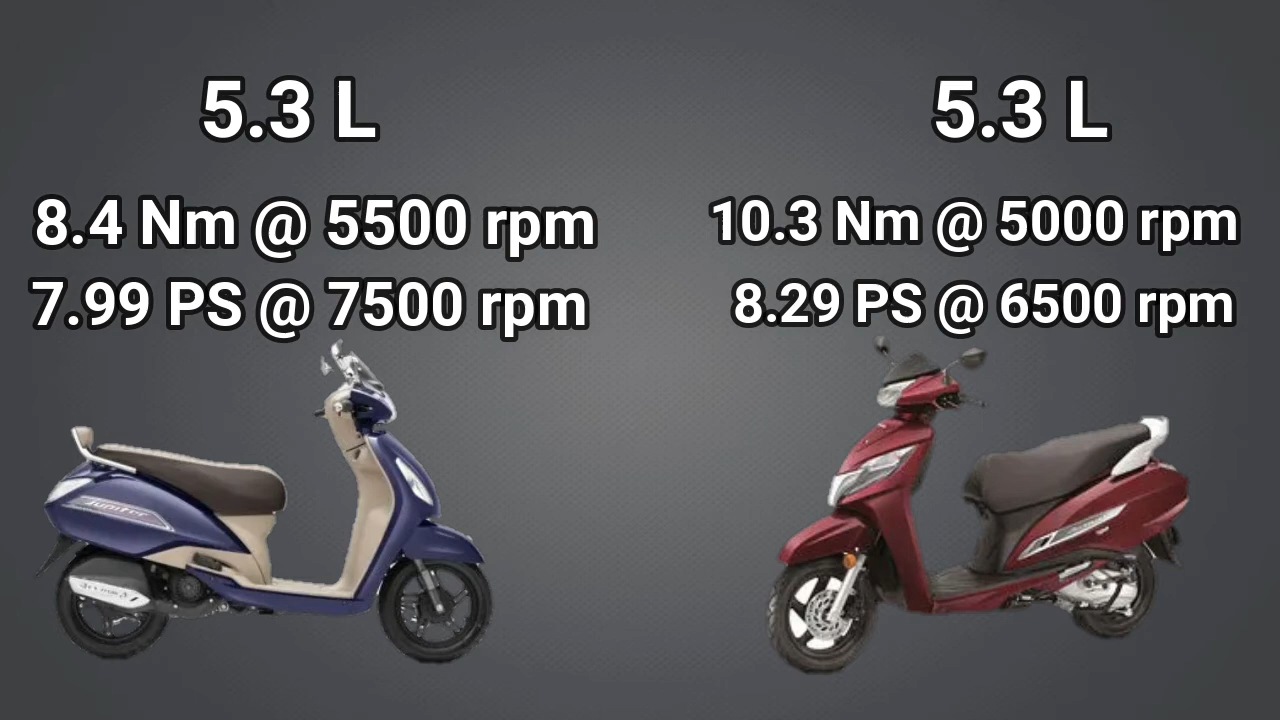 5.3 L
8.4 Nm @ 5500 rpm
7.99 PS @ 7500 rpm
5.3 L
10.3 Nm @ 5000 rpm
8.29 PS @ 6500 rpm
Jupiter